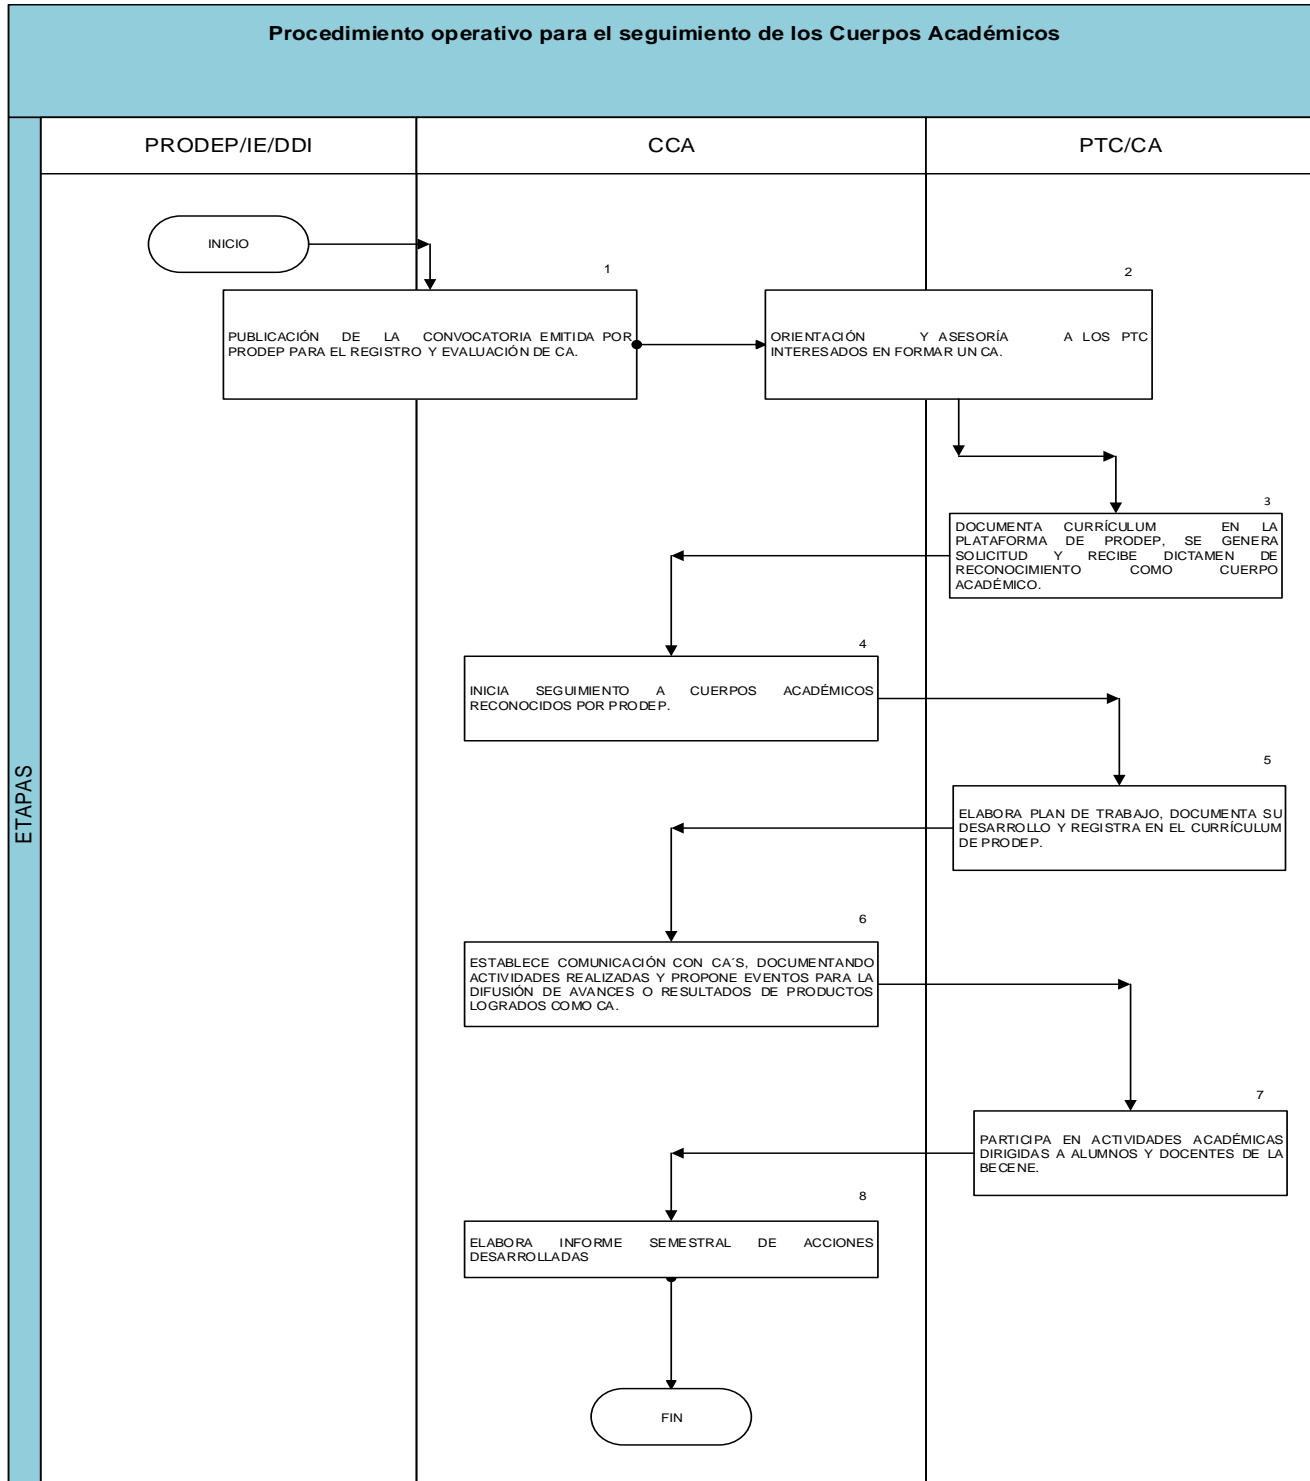 Procedimiento operativo para el seguimiento de los Cuerpos Académicos
ETAPAS
PRODEP/IE/DDI
CCA
PTC/CA
INICIO
1
PUBLICACIÓN DE LA CONVOCATORIA EMITIDA POR
PRODEP PARA EL REGISTRO Y EVALUACIÓN DE CA.
2
ORIENTACIÓN Y ASESORÍA A LOS PTC
INTERESADOS EN FORMAR UN CA.
3
DOCUMENTA CURRÍCULUM EN LA
PLATAFORMA DE PRODEP, SE GENERA
SOLICITUD Y RECIBE DICTAMEN DE
RECONOCIMIENTO COMO CUERPO
ACADÉMICO.
4
INICIA SEGUIMIENTO A CUERPOS ACADÉMICOS
RECONOCIDOS POR PRODEP.
5
ELABORA PLAN DE TRABAJO, DOCUMENTA SU
DESARROLLO Y REGISTRA EN EL CURRÍCULUM
DE PRODEP.
6
ESTABLECE COMUNICACIÓN CON CA´S, DOCUMENTANDO
ACTIVIDADES REALIZADAS Y PROPONE EVENTOS PARA LA
DIFUSIÓN DE AVANCES O RESULTADOS DE PRODUCTOS
LOGRADOS COMO CA.
7
PARTICIPA EN ACTIVIDADES ACADÉMICAS
DIRIGIDAS A ALUMNOS Y DOCENTES DE LA
BECENE.
8
ELABORA INFORME SEMESTRAL DE ACCIONES
DESARROLLADAS
FIN